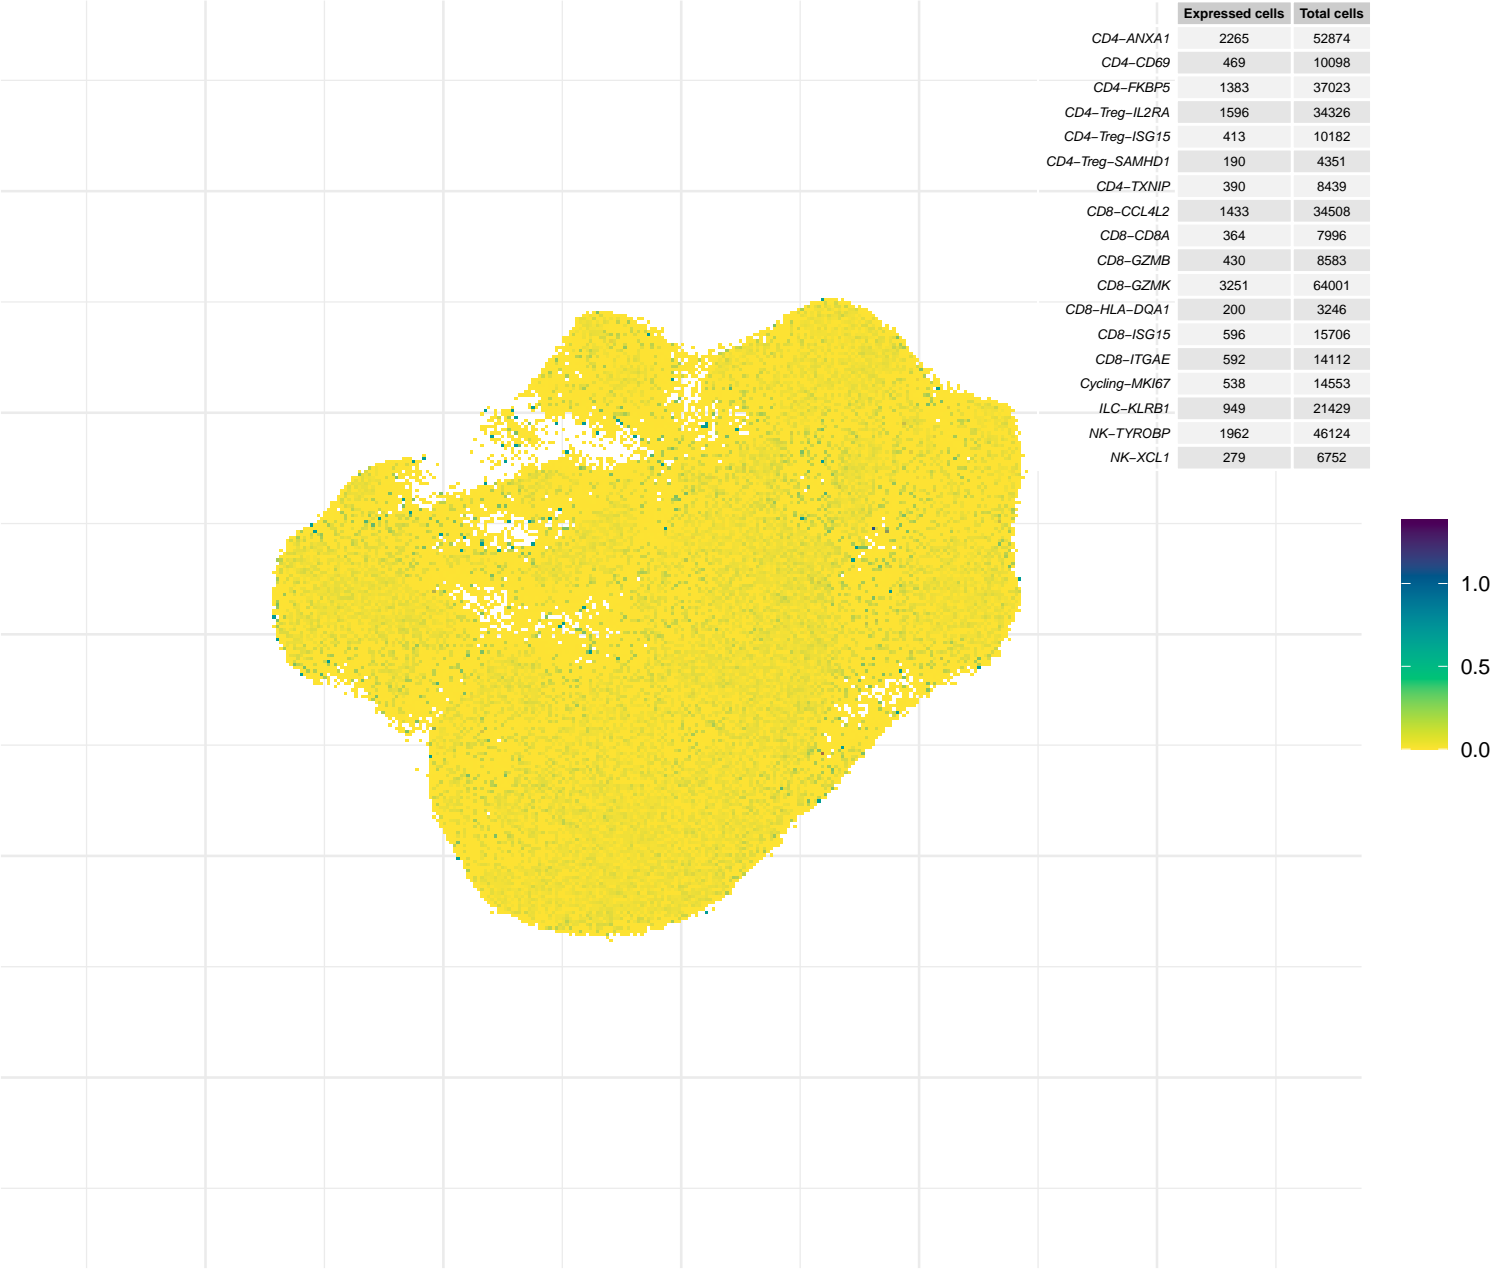 Expressed cells Total cells
CD4−ANXA1 2265 52874
CD4−CD69 469 10098
CD4−FKBP5 1383 37023
CD4−Treg−IL2RA 1596 34326
CD4−Treg−ISG15 413 10182
CD4−Treg−SAMHD1 190 4351
CD4−TXNIP 390 8439
CD8−CCL4L2 1433 34508
CD8−CD8A 364 7996
CD8−GZMB 430 8583
CD8−GZMK 3251 64001
CD8−HLA−DQA1 200 3246
CD8−ISG15 596 15706
CD8−ITGAE 592 14112
Cycling−MKI67 538 14553
ILC−KLRB1 949 21429
NK−TYROBP 1962 46124
NK−XCL1 279 6752
1.0
0.5
0.0